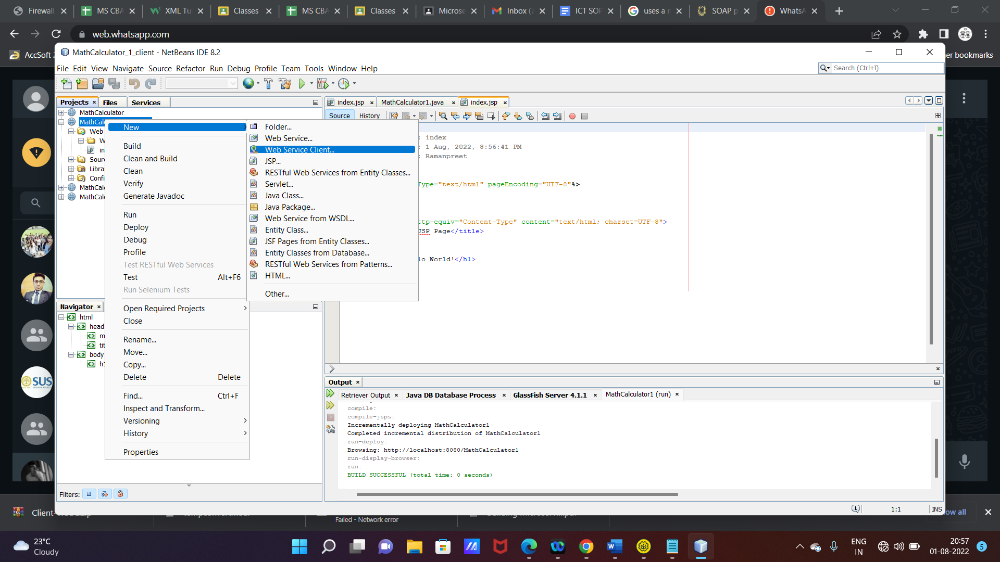 Firewall
MS CBA
XML Tu
Classes
MS CBA
Classes
Microse
Inbox (7
ICT SOP
uses a r
SOAP p
WhatsA
web.whatsapp.com
AccSoft 2
er bookmarks
MathCalculator_1_client - NetBeans IDE 8.2
File Edit View Navigate Source Refactor Run Debug Profile Team Tools Window Help
Search (Ctrl+I)
Projects
Files
Services
index.jsp
MathCalculator1.java
index.jsp
Source
History
MathCalculator
MathCal
Web
W
in
Sour
Libra
Confi
MathCal
MathCal
New
Build
Clean and Build
Clean
Verify
Generate Javadoc
Run
Deploy
Debug
Profile
Test RESTful Web Services
Test Alt+F6
Run Selenium Tests
Open Required Projects
Close
Rename...
Move...
Copy...
Delete Delete
Find... Ctrl+F
Inspect and Transform...
Versioning
History
Properties
Folder...
Web Service...
Web Service Client...
JSP...
RESTful Web Services from Entity Classes...
Servlet...
Java Class...
Java Package...
Web Service from WSDL...
Entity Class...
JSF Pages from Entity Classes...
Entity Classes from Database...
RESTful Web Services from Patterns...
HTML...
Other...
: index
: 1 Aug, 2022, 8:56:41 PM
: Ramanpreet
Type="text/html" pageEncoding="UTF-8"%>
ttp-equiv="Content-Type" content="text/html; charset=UTF-8">
JSP Page</title>
lo World!</h1>
Navigator
html
head
m
tit
body
h1
Filters:
Output
Retriever Output
Java DB Database Process
GlassFish Server 4.1.1
MathCalculator1 (run)
compile:
compile-jsps:
Incrementally deploying MathCalculator1
Completed incremental distribution of MathCalculator1
run-deploy:
Browsing: http://localhost:8080/MathCalculator1
run-display-browser:
run:
BUILD SUCCESSFUL (total time: 0 seconds)
1:1
INS
SUS
Client-
Failed - Network error
ow all
23°C
Cloudy
ENG
IN
20:57
01-08-2022
5